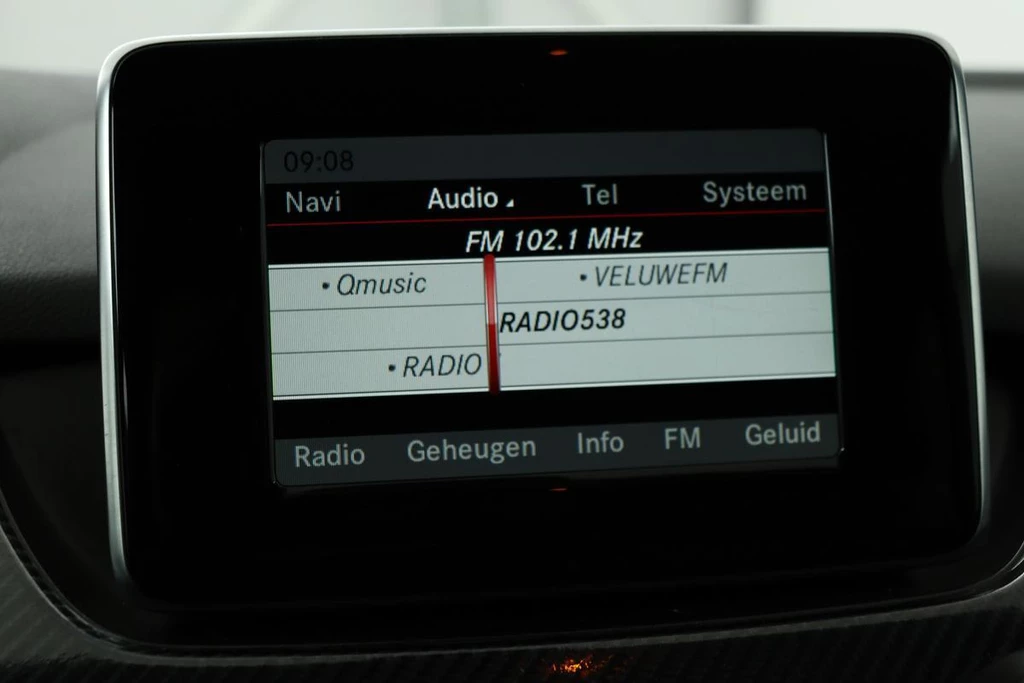 09:08
Navi Audio Tel Systeem
FM 102.1 MHz
• Qmusic • VELUWEFM
RADIO538
• RADIO
Radio Geheugen Info FM Geluid